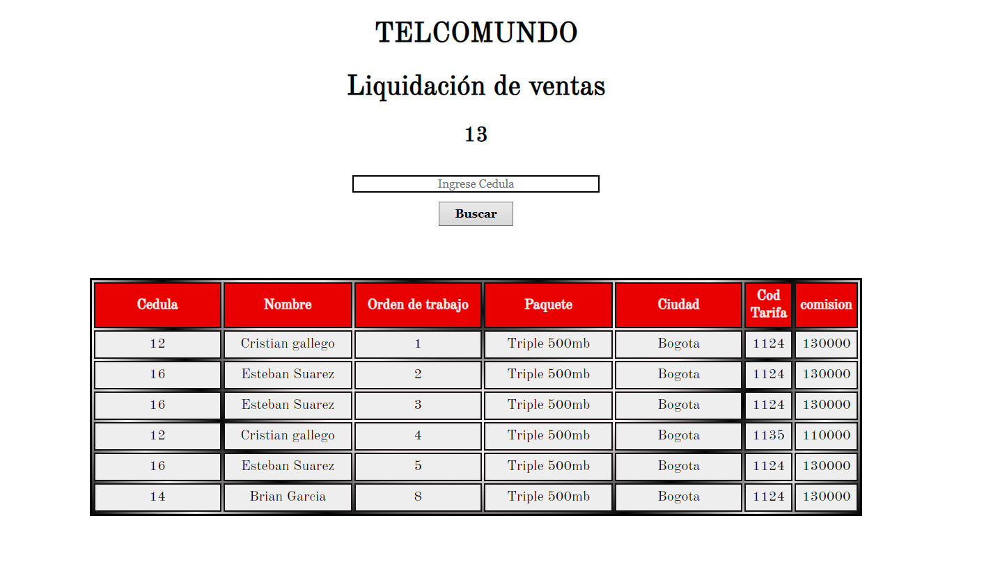 TELCOMUNDO
Liquidación de ventas
13
Ingrese Cedula
Buscar
Cedula Nombre Orden de trabajo Paquete Ciudad Cod Tarifa comision
12 Cristian gallego 1 Triple 500mb Bogota 1124 130000
16 Esteban Suarez 2 Triple 500mb Bogota 1124 130000
16 Esteban Suarez 3 Triple 500mb Bogota 1124 130000
12 Cristian gallego 4 Triple 500mb Bogota 1135 110000
16 Esteban Suarez 5 Triple 500mb Bogota 1124 130000
14 Brian Garcia 8 Triple 500mb Bogota 1124 130000